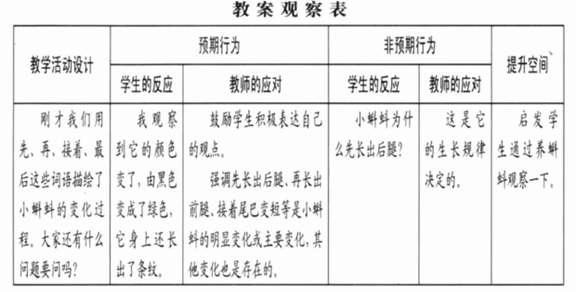 教案观察表
教学活动设计
预期行为
非预期行为
提升空间
学生的反应
教师的应对
学生的反应
教师的应对
刚才我们用
先、再、接着、最
后这些词语描绘了
小蝌蚪的变化过
程。大家还有什么
问题要问吗?
我观察
到它的颜色
变了,由黑色
变成了绿色,
它身上还长
出了条纹。
鼓励学生积极表达自己
的观点。
强调先长出后腿、再长出
前腿、接着尾巴变短等是小蝌
蚪的明显变化或主要变化,其
他变化也是存在的。
小蝌蚪为什
么先长出后腿?
这是它
的生长规律
决定的。
启发学
生通过养蝌
蚪观察一下。